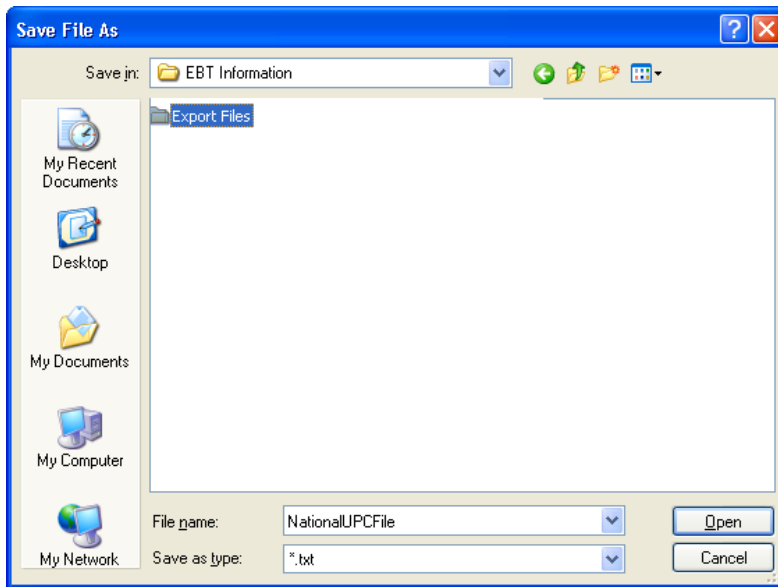 Save File As
Save in: EBT Information
Export Files
My Recent
Documents
Desktop
My Documents
My Computer
My Network
File name: NationalUPCFile Open
Save as type: *.txt Cancel